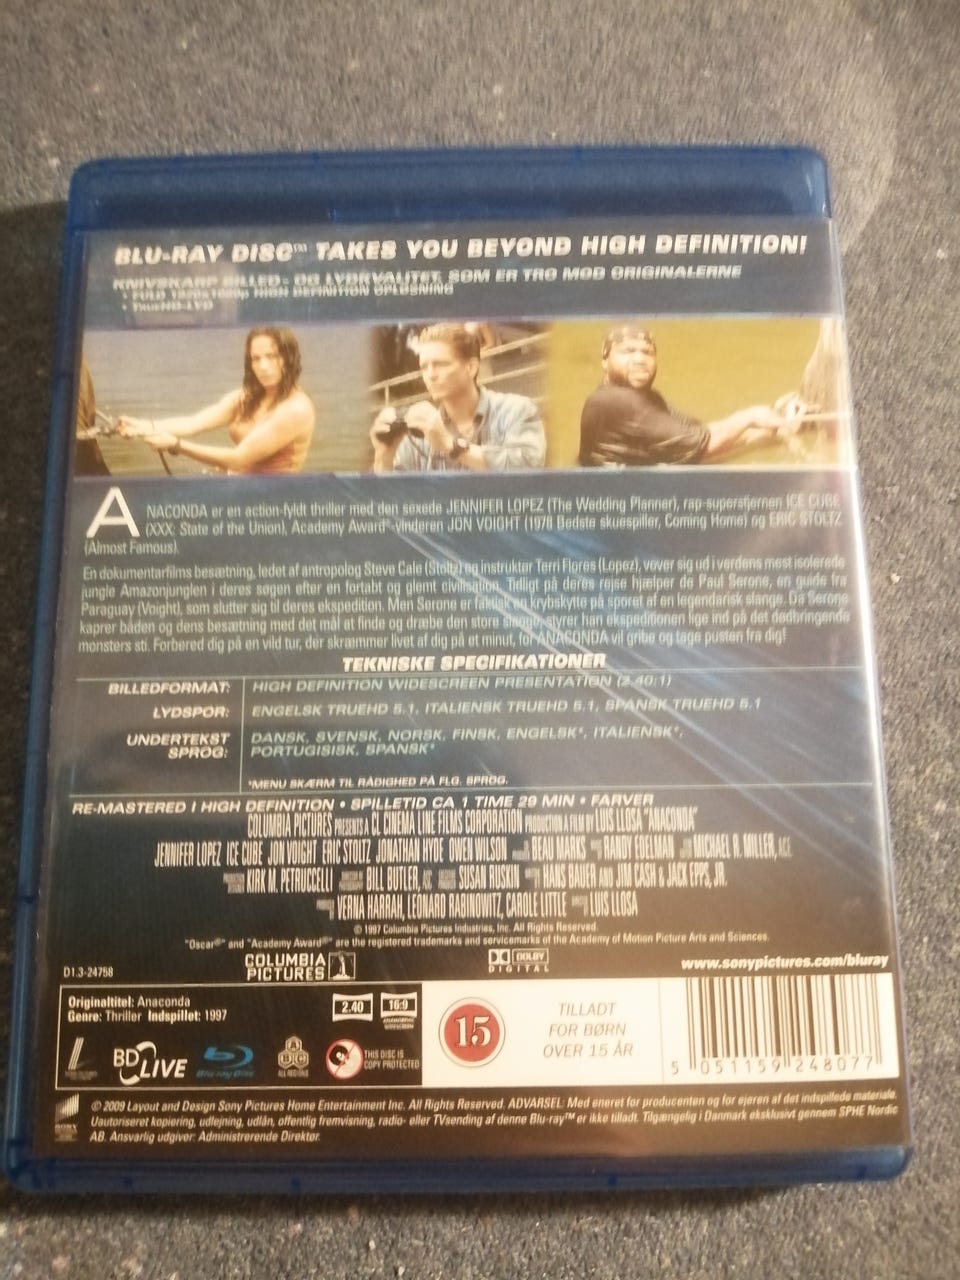 BLU-RAY DISC™ TAKES YOU BEYOND HIGH DEFINITION!
KNIVSKARP BILLED- OG LYDKVALITET, SOM ER TRO MOD ORIGINALERNE
• FULD 1920x1080p HIGH DEFINITION OPLØSNING
• TrueHD-LYD
ANACONDA er en action-fyldt thriller med den sexede JENNIFER LOPEZ (The Wedding Planner), rap-superstjernen ICE CUBE
(XXX: State of the Union), Academy Award®-vinderen JON VOIGHT (1978 Bedste skuespiller, Coming Home) og ERIC STOLTZ
(Almost Famous).
En dokumentarfilms besætning, ledet af antropolog Steve Cale (Stoltz) og instruktør Terri Flores (Lopez), vover sig ud i verdens mest isolerede
jungle Amazonjunglen i deres søgen efter en fortabt og glemt civilisation. Tidligt på deres rejse hjælper de Paul Serone, en guide fra
Paraguay (Voight), som slutter sig til deres ekspedition. Men Serone er faktisk en krybskytte på sporet af en legendarisk slange. Da Serone
kaprer båden og dens besætning med det mål at finde og dræbe den store slange, styrer han ekspeditionen lige ind på det dødbringende
monsters sti. Forbered dig på en vild tur, der skræmmer livet af dig på et minut, for ANACONDA vil gribe og tage pusten fra dig!
TEKNISKE SPECIFIKATIONER
BILLEDFORMAT: HIGH DEFINITION WIDESCREEN PRESENTATION (2.40:1)
LYDSPOR: ENGELSK TRUEHD 5.1, ITALIENSK TRUEHD 5.1, SPANSK TRUEHD 5.1
UNDERTEKST DANSK, SVENSK, NORSK, FINSK, ENGELSK*, ITALIENSK*,
SPROG: PORTUGISISK, SPANSK*
*MENU SKÆRM TIL RÅDIGHED PÅ FLG. SPROG.
RE-MASTERED I HIGH DEFINITION • SPILLETID CA 1 TIME 29 MIN • FARVER
COLUMBIA PICTURES PRESENTS A CL CINEMA LINE FILMS CORPORATION PRODUCTION A FILM BY LUIS LLOSA "ANACONDA"
JENNIFER LOPEZ ICE CUBE JON VOIGHT ERIC STOLTZ JONATHAN HYDE OWEN WILSON BEAU MARKS RANDY EDELMAN MICHAEL R. MILLER, A.C.E.
KIRK M. PETRUCCELLI BILL BUTLER, ASC SUSAN RUSKIN HANS BAUER AND JIM CASH & JACK EPPS, JR.
VERNA HARRAH, LEONARD RABINOWITZ, CAROLE LITTLE LUIS LLOSA
© 1997 Columbia Pictures Industries, Inc. All Rights Reserved.
"Oscar®" and "Academy Award®" are the registered trademarks and servicemarks of the Academy of Motion Picture Arts and Sciences.
COLUMBIA
PICTURES
DOLBY
DIGITAL
www.sonypictures.com/bluray
D1.3-24758
Originaltitel: Anaconda
Genre: Thriller Indspillet: 1997
2.40
16:9
ANAMORPHIC
WIDESCREEN
BD LIVE
Blu-ray Disc
ABC
ALL REGIONS
THIS DISC IS
COPY PROTECTED
15
TILLADT
FOR BØRN
OVER 15 ÅR
5 051159 248077
SONY
© 2009 Layout and Design Sony Pictures Home Entertainment Inc. All Rights Reserved. ADVARSEL: Med eneret for producenten og for ejeren af det indspillede materiale.
Uautoriseret kopiering, udlejning, udlån, offentlig fremvisning, radio- eller TVsending af denne Blu-ray™ er ikke tilladt. Tilgængelig i Danmark eksklusivt gennem SPHE Nordic
AB. Ansvarlig udgiver: Administrerende Direktør.